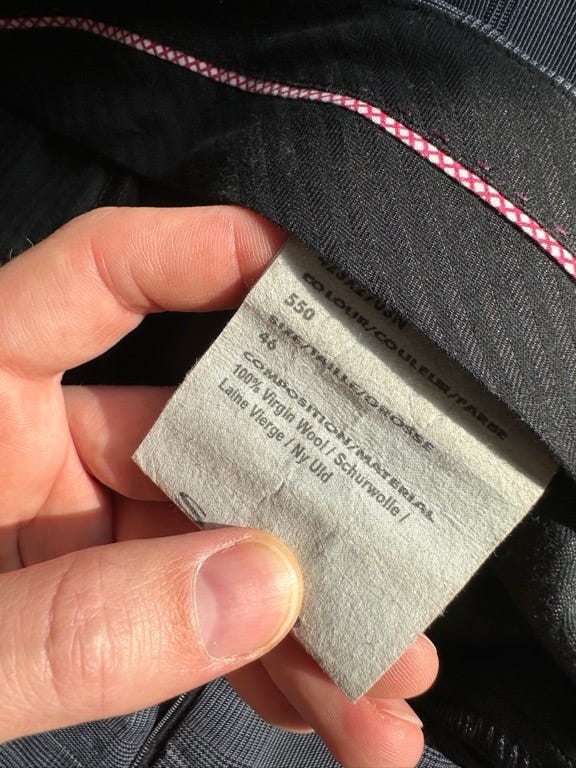 COLOUR/COULEUR/FARBE
550
SIZE/TAILLE/GRÖSSE
46
COMPOSITION/MATERIAL
100% Virgin Wool / Schurwolle /
Laine Vierge / Ny Uld